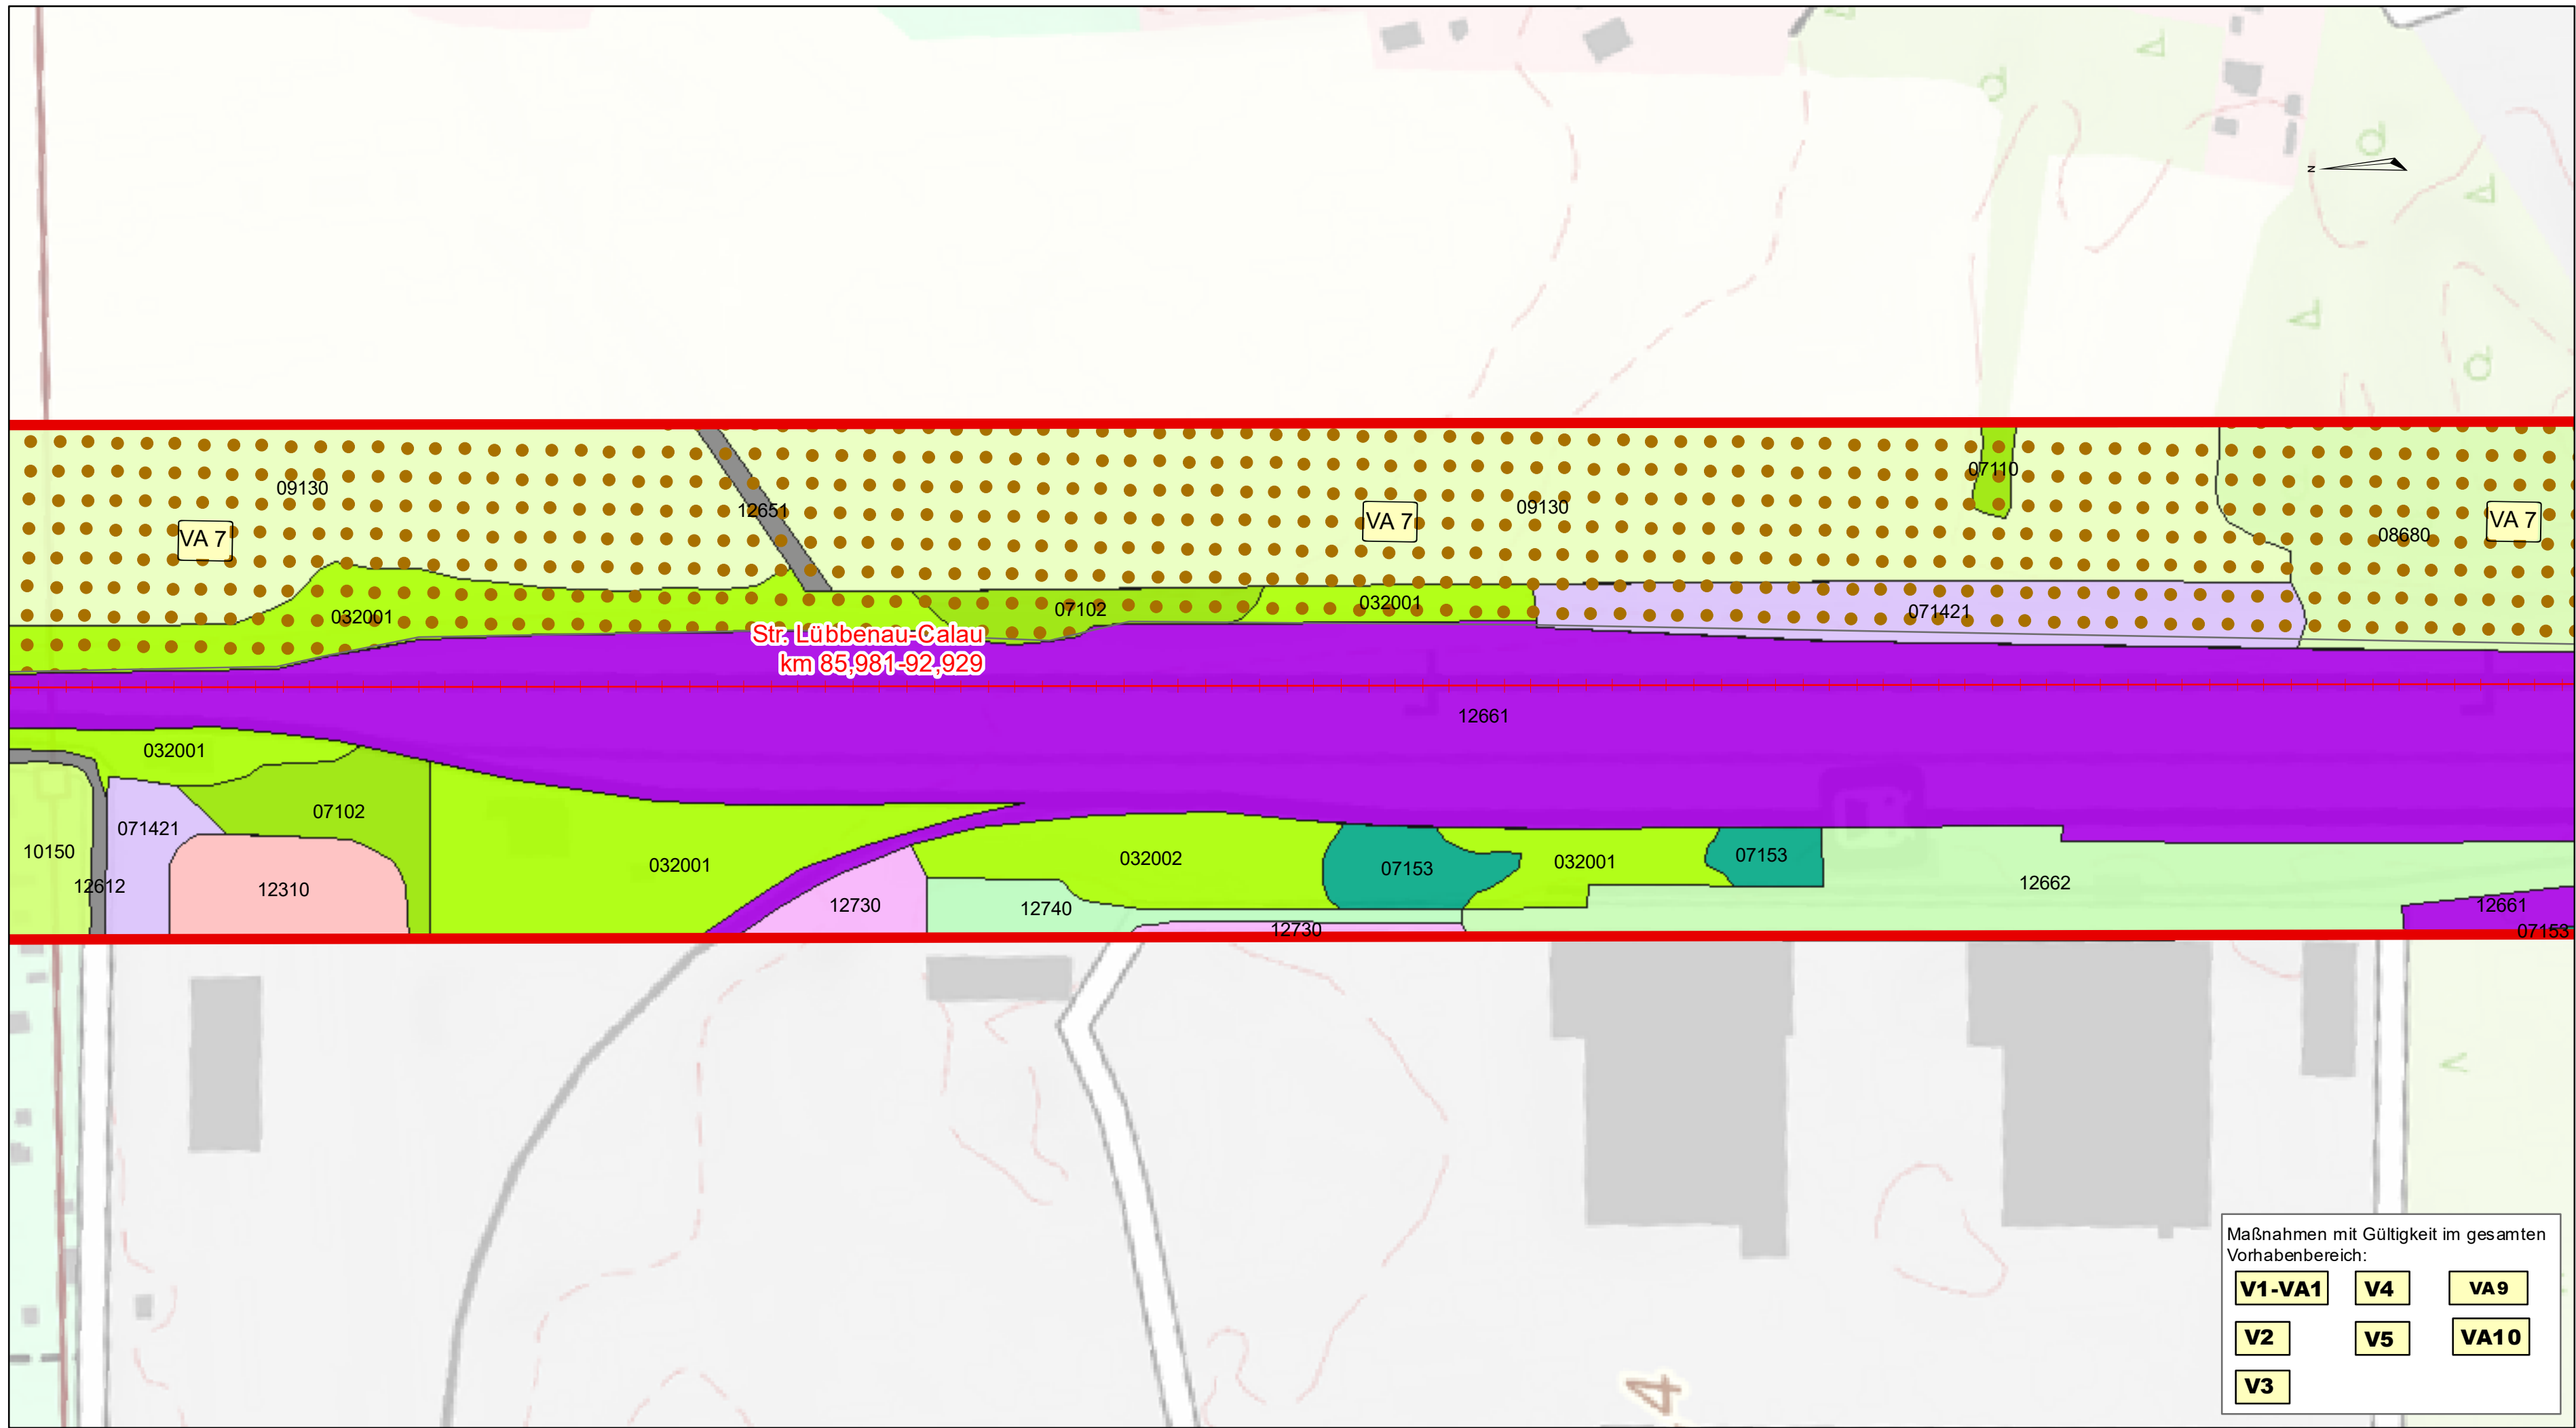 N
07110
09130
09130
12651
VA 7
VA 7
VA 7
08680
032001
07102
032001
071421
Str. Lübbenau-Calau
km 85,981-92,929
12661
032001
07102
071421
10150
12612
12310
032001
032002
07153
032001
07153
12662
12730
12740
12730
12661
07153
4
Maßnahmen mit Gültigkeit im gesamten
Vorhabenbereich:
V1-VA1 V4 VA9
V2 V5 VA10
V3